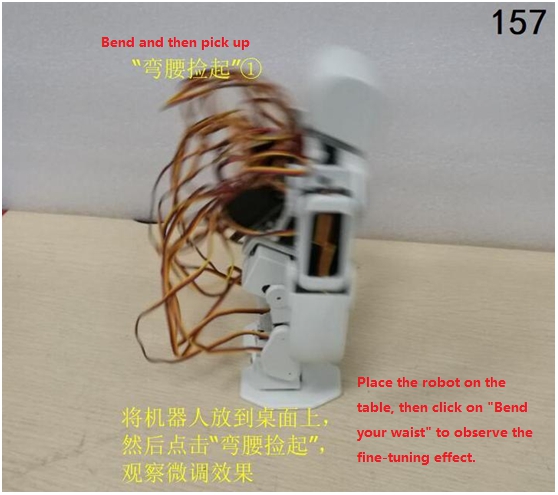 157
Bend and then pick up
“弯腰捡起”①
将机器人放到桌面上，
然后点击“弯腰捡起”，
观察微调效果
Place the robot on the
table, then click on "Bend
your waist" to observe the
fine-tuning effect.